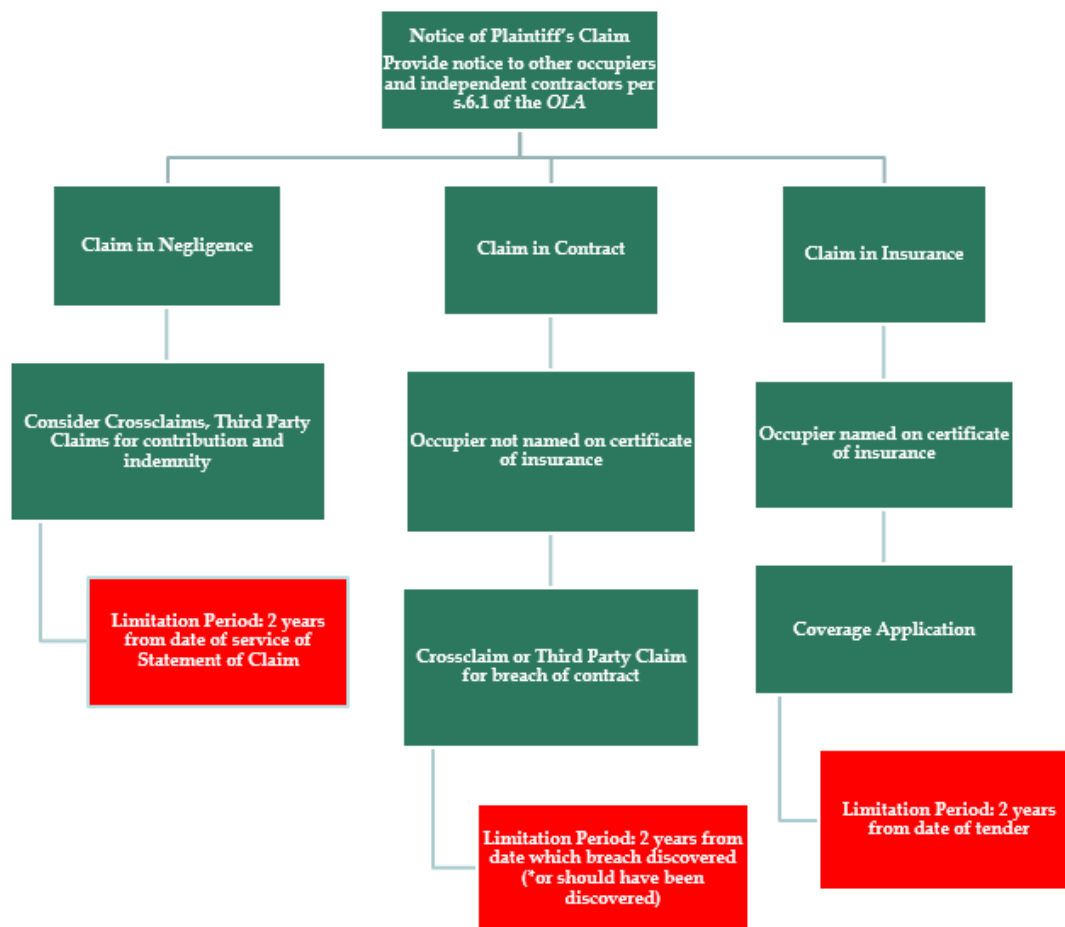 Notice of Plaintiff's Claim
Provide notice to other occupiers
and independent contractors per
s.6.1 of the OLA
Claim in Negligence
Claim in Contract
Claim in Insurance
Consider Crossclaims, Third Party
Claims for contribution and
indemnity
Occupier not named on certificate
of insurance
Occupier named on certificate
of insurance
Limitation Period: 2 years
from date of service of
Statement of Claim
Crossclaim or Third Party Claim
for breach of contract
Coverage Application
Limitation Period: 2 years from
date which breach discovered
(*or should have been
discovered)
Limitation Period: 2 years
from date of tender